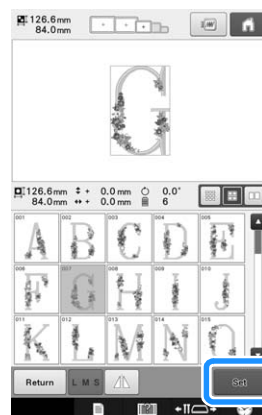 126.6mm
84.0mm
G
126.6mm + 0.0mm 0.0°
84.0mm + 0.0mm 6
001 002 003 004 005
A B C D E
006 007 008 009 010
F G H I J
011 012 013 014 015
K L M N O
Return L M S Set